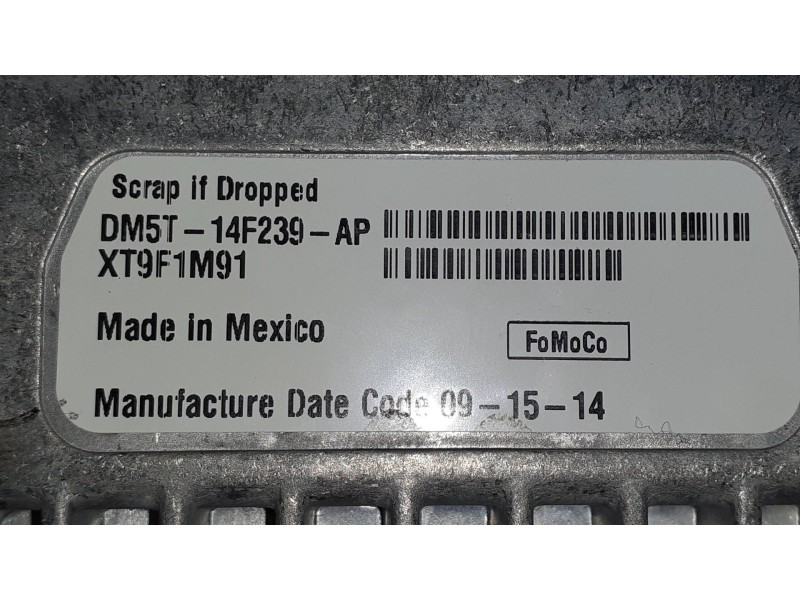 Scrap if Dropped
DM5T-14F239-AP
XT9F1M91
Made in Mexico
FoMoCo
Manufacture Date Code 09-15-14